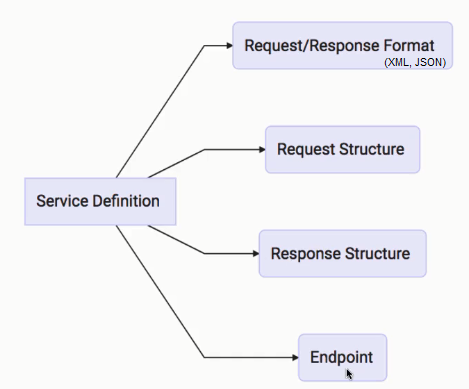 Request/Response Format
(XML, JSON)
Request Structure
Service Definition
Response Structure
Endpoint